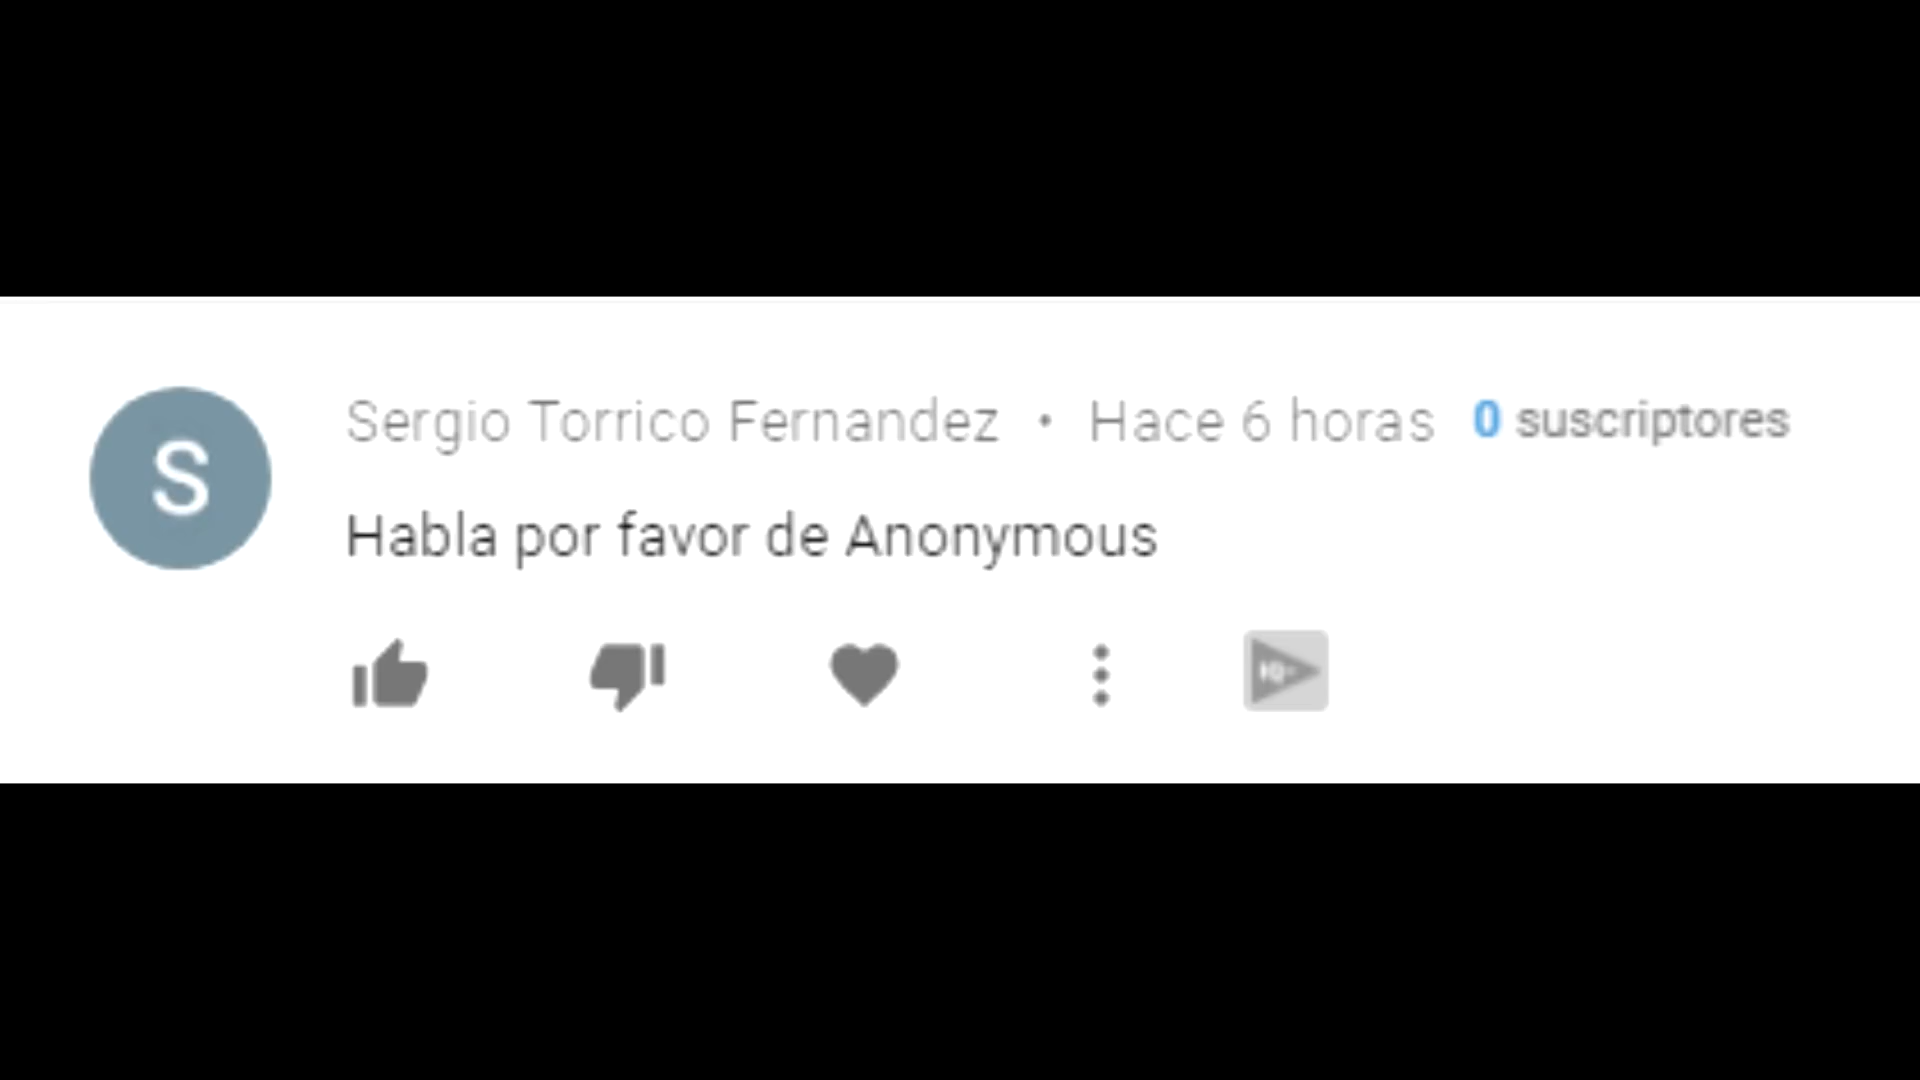 S
Sergio Torrico Fernandez • Hace 6 horas 0 suscriptores
Habla por favor de Anonymous